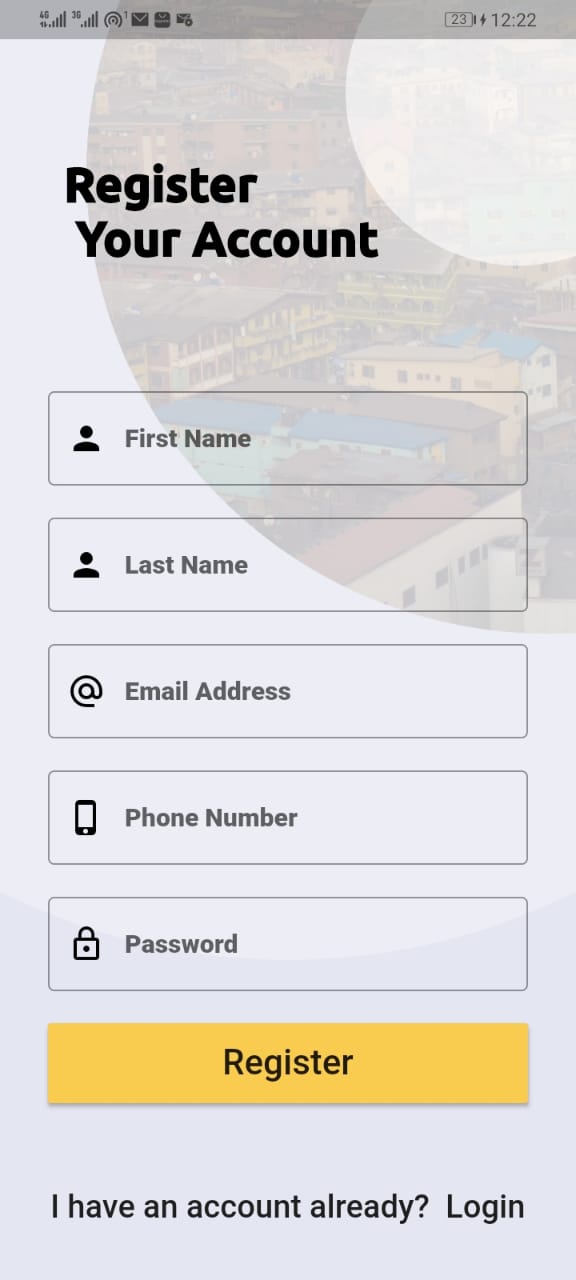 4G 3G 1 23 12:22
Register
Your Account
First Name
Last Name
Email Address
Phone Number
Password
Register
I have an account already? Login